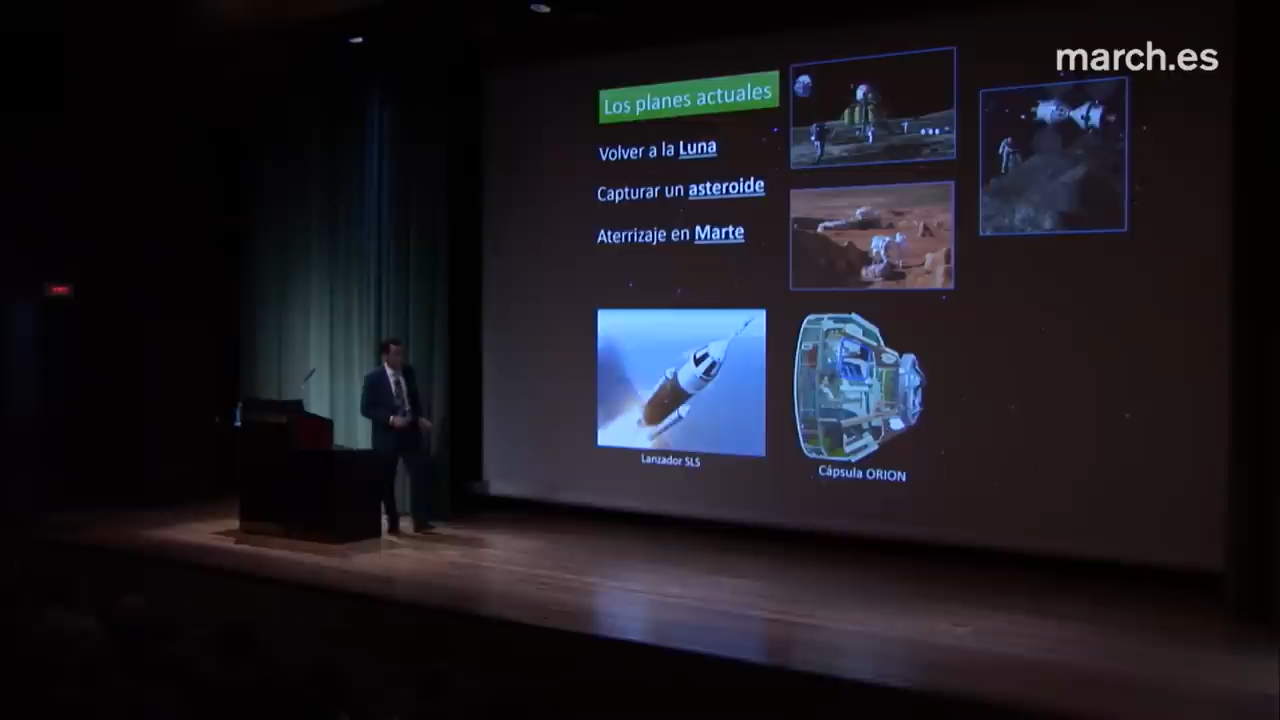 march.es
Los planes actuales
Volver a la Luna
Capturar un asteroide
Aterrizaje en Marte
Lanzador SLS
Cápsula ORION